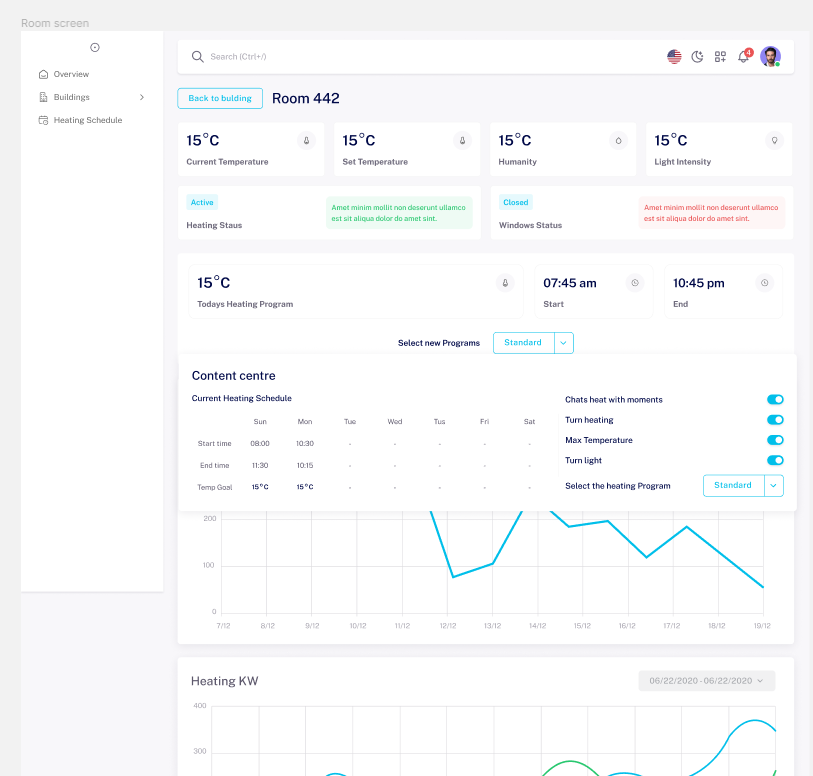 Room screen
Search (Ctrl+/)
4
Overview
Buildings
Heating Schedule
Back to bulding
Room 442
15°C
Current Temperature
15°C
Set Temperature
15°C
Humanity
15°C
Light Intensity
Active
Heating Staus
Amet minim mollit non deserunt ullamco
est sit aliqua dolor do amet sint.
Closed
Windows Status
Amet minim mollit non deserunt ullamco
est sit aliqua dolor do amet sint.
15°C
Todays Heating Program
07:45 am
Start
10:45 pm
End
Select new Programs
Standard
Content centre
Current Heating Schedule
Sun Mon Tue Wed Tus Fri Sat
Start time 08:00 10:30 - - - - -
End time 11:30 10:15 - - - - -
Temp Goal 15°C 15°C - - - - -
Chats heat with moments
Turn heating
Max Temperature
Turn light
Select the heating Program
Standard
200
100
0
7/12 8/12 9/12 10/12 11/12 12/12 13/12 14/12 15/12 16/12 17/12 18/12 19/12
Heating KW
06/22/2020 - 06/22/2020
400
300